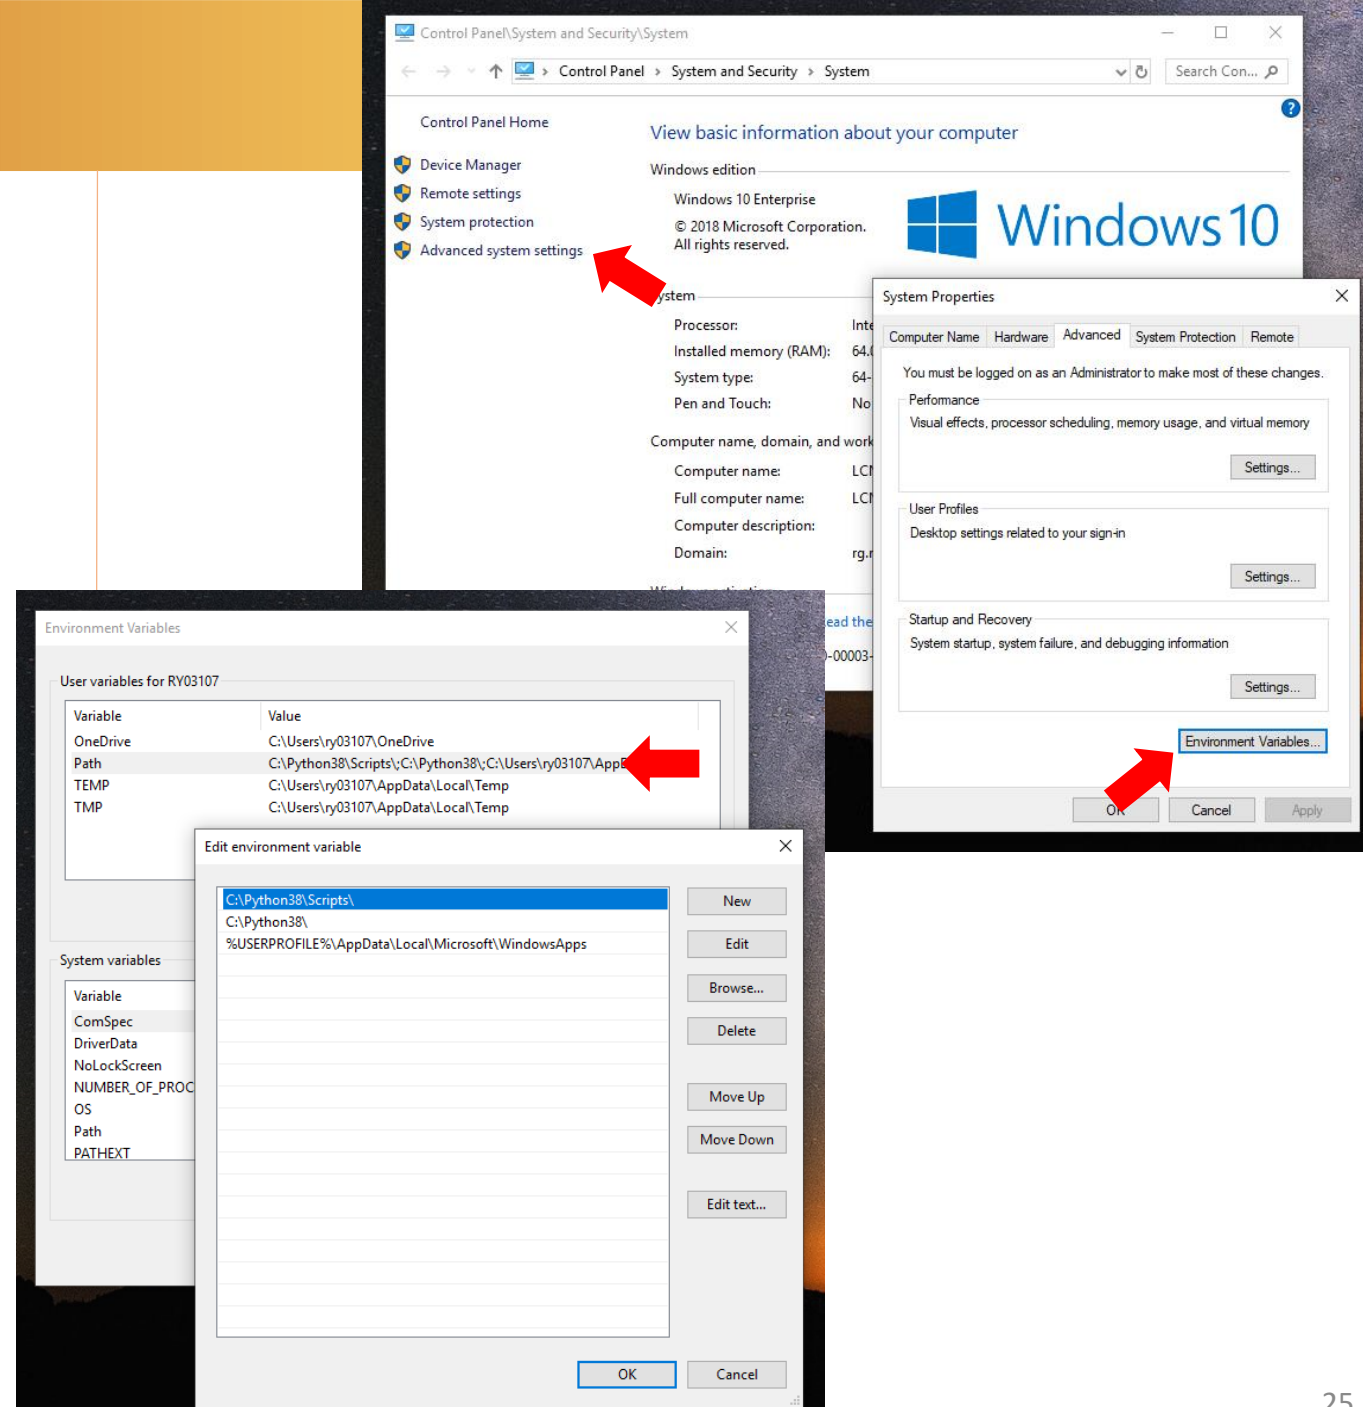 Control Panel\System and Security\System
Control Panel > System and Security > System
Search Con...
Control Panel Home
Device Manager
Remote settings
System protection
Advanced system settings
View basic information about your computer
Windows edition
Windows 10 Enterprise
© 2018 Microsoft Corporation.
All rights reserved.
Windows 10
Processor:
Installed memory (RAM):
System type:
Pen and Touch:
No
Computer name, domain, and work
Computer name:
Full computer name:
Computer description:
Domain:
ead the
-00003-
System Properties
Computer Name
Hardware
Advanced
System Protection
Remote
You must be logged on as an Administrator to make most of these changes.
Performance
Visual effects, processor scheduling, memory usage, and virtual memory
Settings...
User Profiles
Desktop settings related to your sign-in
Settings...
Startup and Recovery
System startup, system failure, and debugging information
Settings...
Environment Variables...
OK
Cancel
Apply
Environment Variables
User variables for RY03107
Variable Value
OneDrive C:\Users\ry03107\OneDrive
Path C:\Python38\Scripts\;C:\Python38\;C:\Users\ry03107\App
TEMP C:\Users\ry03107\AppData\Local\Temp
TMP C:\Users\ry03107\AppData\Local\Temp
System variables
Variable
ComSpec
DriverData
NoLockScreen
NUMBER_OF_PROC
OS
Path
PATHEXT
Edit environment variable
C:\Python38\Scripts\
C:\Python38\
%USERPROFILE%\AppData\Local\Microsoft\WindowsApps
New
Edit
Browse...
Delete
Move Up
Move Down
Edit text...
OK
Cancel
25